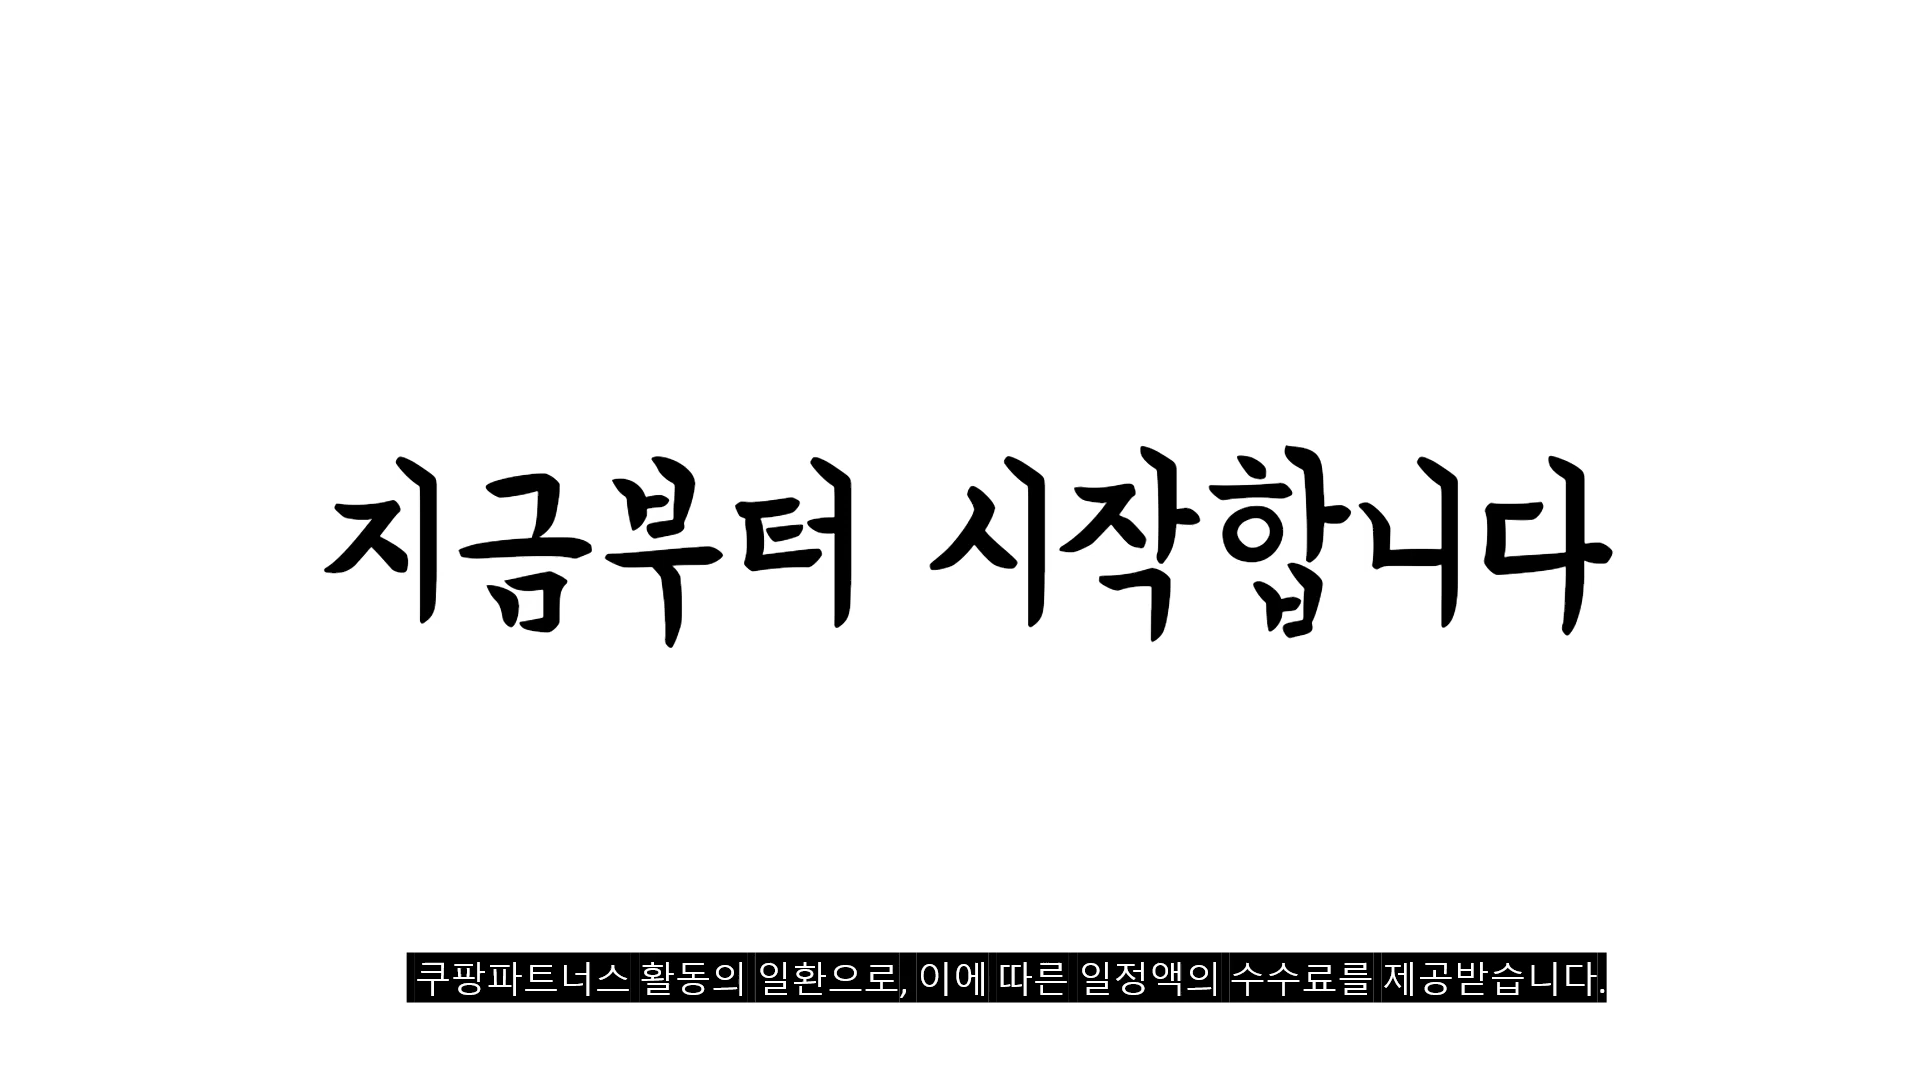 지금부터 시작합니다
쿠팡파트너스 활동의 일환으로, 이에 따른 일정액의 수수료를 제공받습니다.